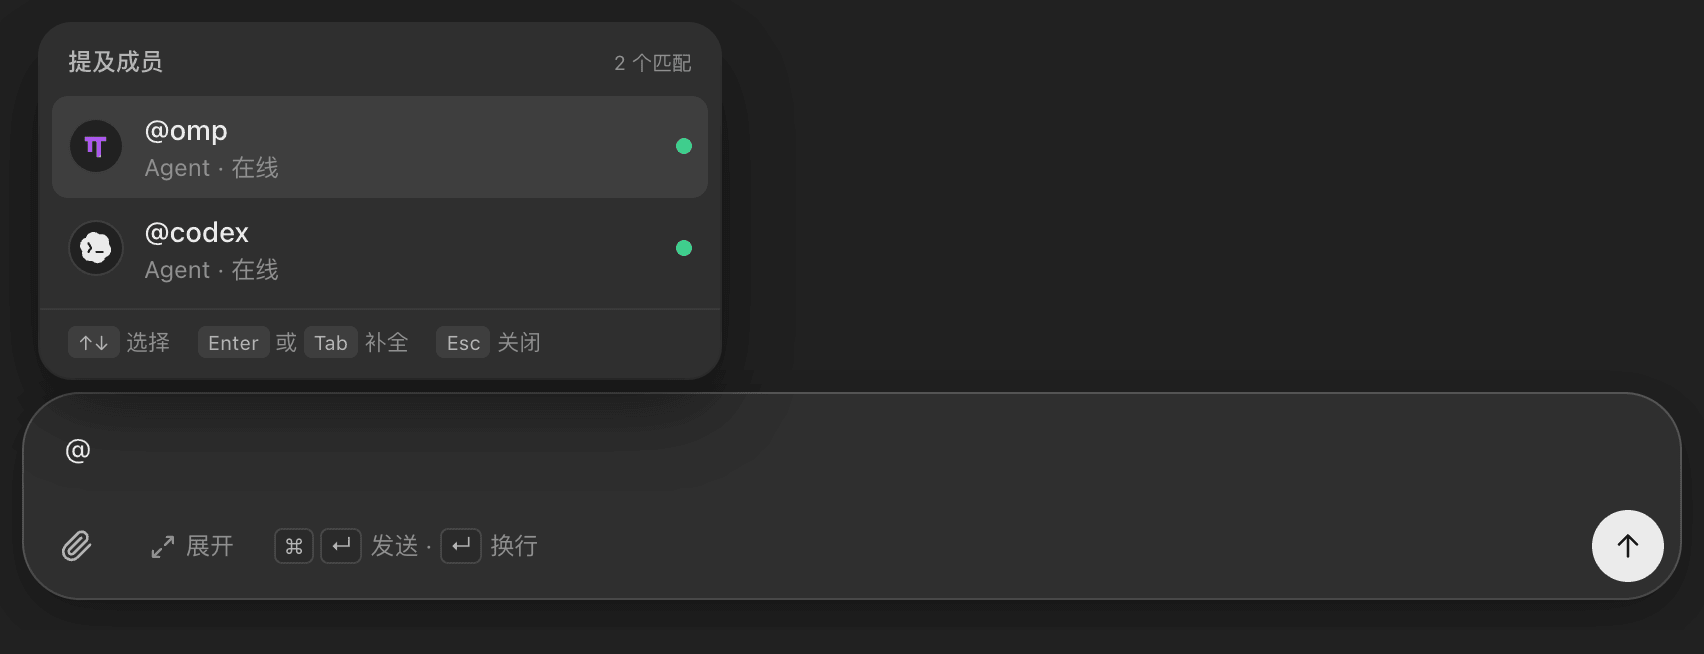 提及成员 2 个匹配
@omp
Agent · 在线
@codex
Agent · 在线
↑↓ 选择 Enter 或 Tab 补全 Esc 关闭
@
展开 ⌘ ↵ 发送 · ↵ 换行